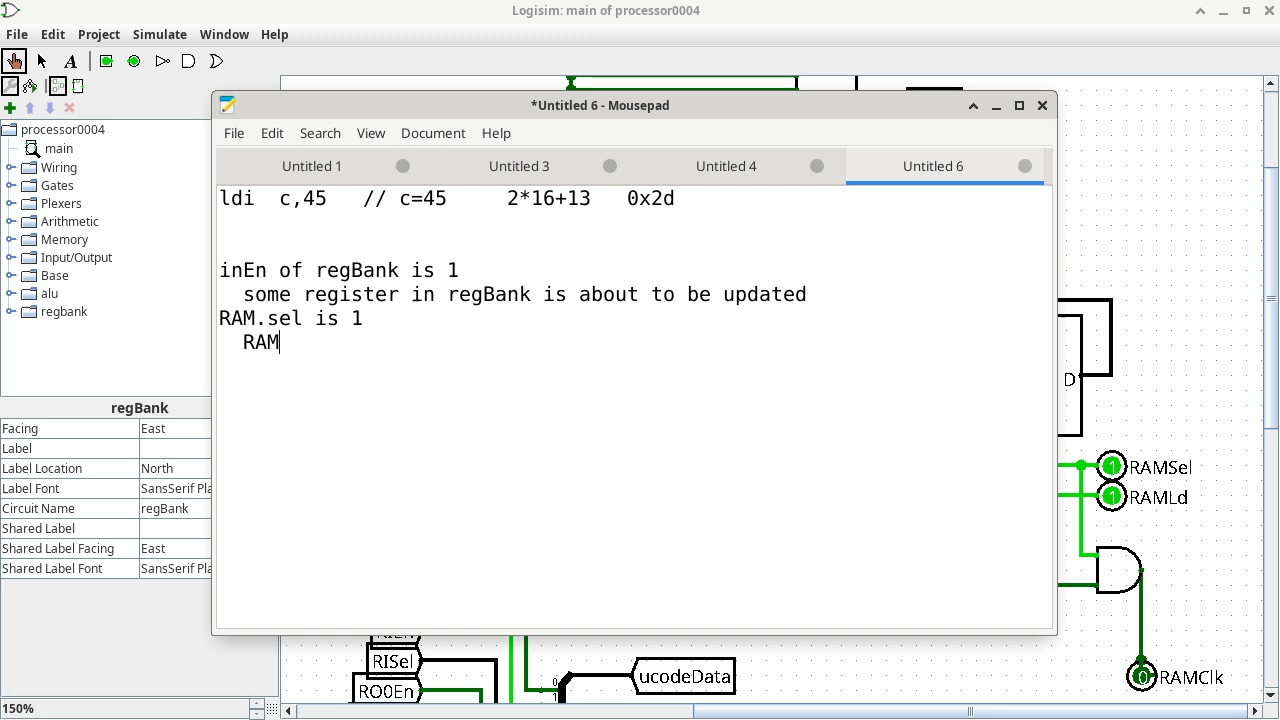 Logisim: main of processor0004
File Edit Project Simulate Window Help
processor0004
main
Wiring
Gates
Plexers
Arithmetic
Memory
Input/Output
Base
alu
regbank
regBank
Facing East
Label
Label Location North
Label Font SansSerif Pla
Circuit Name regBank
Shared Label
Shared Label Facing East
Shared Label Font SansSerif Pla
150%
*Untitled 6 - Mousepad
File Edit Search View Document Help
Untitled 1 Untitled 3 Untitled 4 Untitled 6
ldi c,45 // c=45 2*16+13 0x2d
inEn of regBank is 1
some register in regBank is about to be updated
RAM.sel is 1
RAM
D
1 RAMSel
1 RAMLd
0 RAMClk
RISel
RO0En
0
1
ucodeData